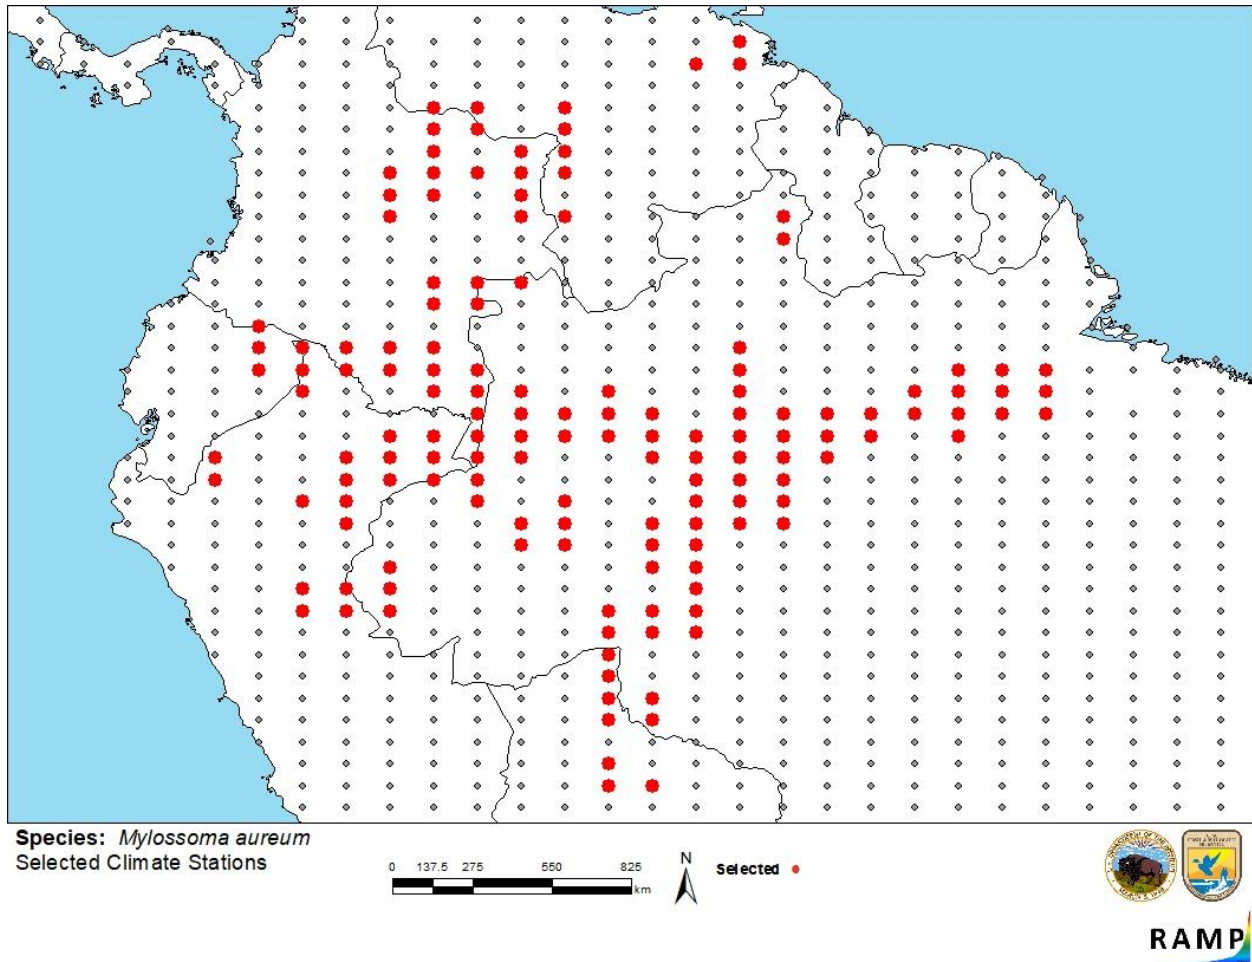 Species: Mylossoma aureum
Selected Climate Stations
0 137.5 275 550 825
km
N
Selected
RAMP